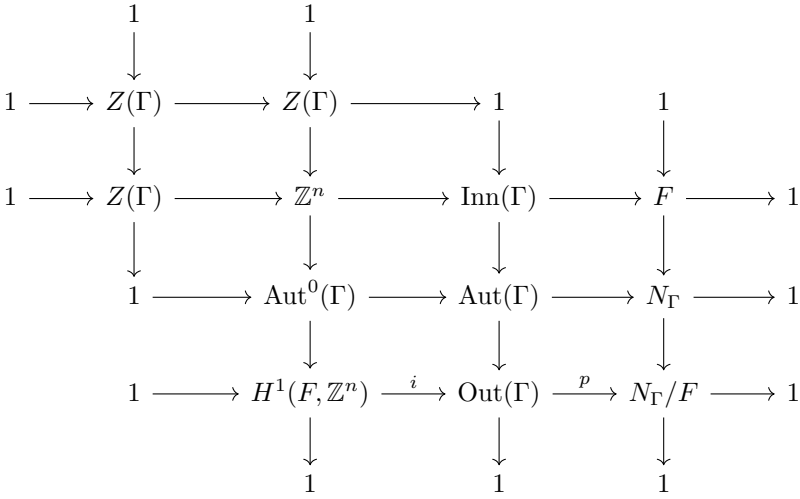 1 1
1 Z(Γ) Z(Γ) 1 1
1 Z(Γ) ℤⁿ Inn(Γ) F 1
1 Aut⁰(Γ) Aut(Γ) N_Γ 1
i p
1 H¹(F, ℤⁿ) Out(Γ) N_Γ/F 1
1 1 1